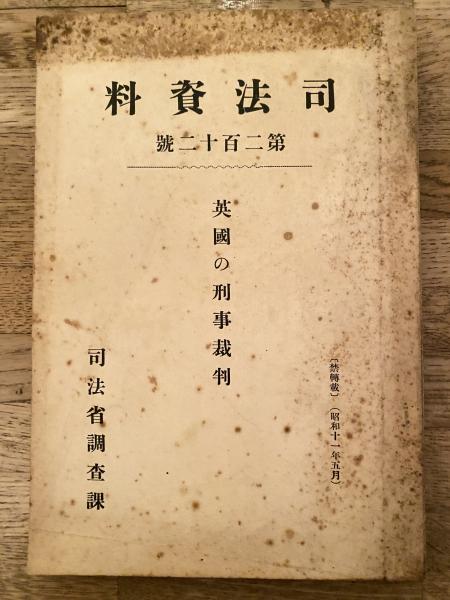 司法資料
第二百十二號
英國の刑事裁判
〔禁轉載〕（昭和十一年五月）
司法省調査課